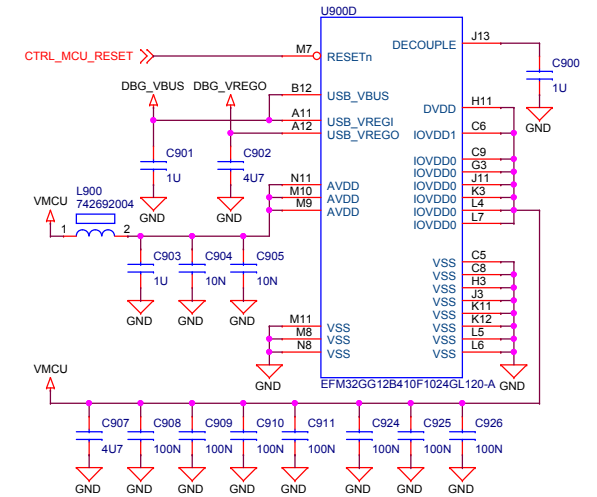 U900D
CTRL_MCU_RESET
M7
RESETn
DECOUPLE
J13
C900
1U
GND
DBG_VBUS
DBG_VREGO
B12
USB_VBUS
A11
USB_VREGI
A12
USB_VREGO
DVDD
H11
IOVDD1
C6
C901
1U
GND
C902
4U7
GND
IOVDD0
C9
IOVDD0
G3
IOVDD0
J11
IOVDD0
K3
IOVDD0
L4
IOVDD0
L7
N11
AVDD
M10
AVDD
M9
AVDD
VMCU
L900
742692004
1
2
C903
1U
GND
C904
10N
GND
C905
10N
GND
VSS
C5
VSS
C8
VSS
H3
VSS
J3
VSS
K11
VSS
K12
VSS
L5
VSS
L6
M11
VSS
M8
VSS
N8
VSS
GND
GND
EFM32GG12B410F1024GL120-A
VMCU
C907
4U7
GND
C908
100N
GND
C909
100N
GND
C910
100N
GND
C911
100N
GND
C924
100N
GND
C925
100N
GND
C926
100N
GND